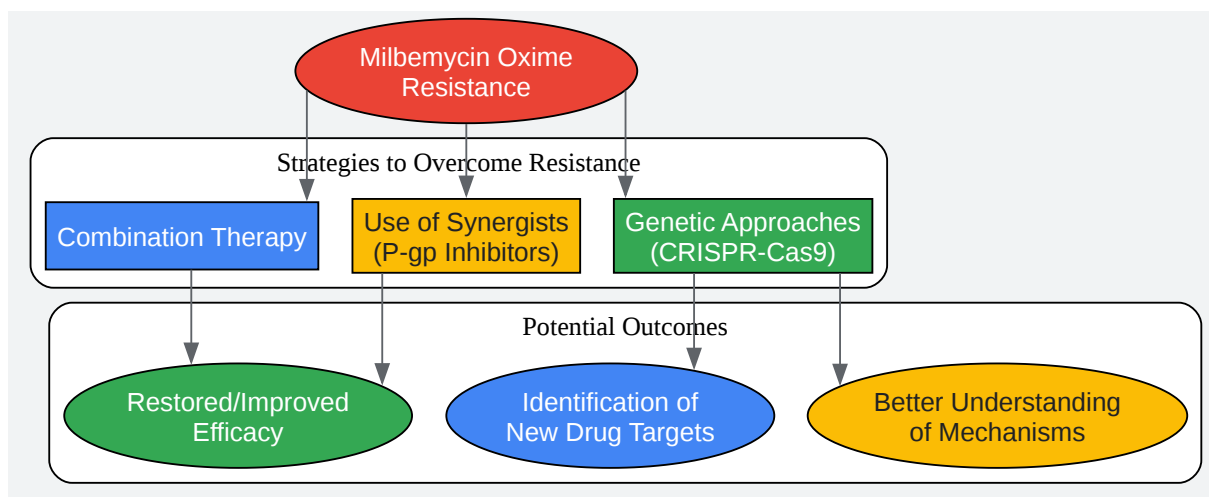 Milbemycin Oxime
Resistance
Strategies to Overcome Resistance
Combination Therapy
Use of Synergists
(P-gp Inhibitors)
Genetic Approaches
(CRISPR-Cas9)
Potential Outcomes
Restored/Improved
Efficacy
Identification of
New Drug Targets
Better Understanding
of Mechanisms